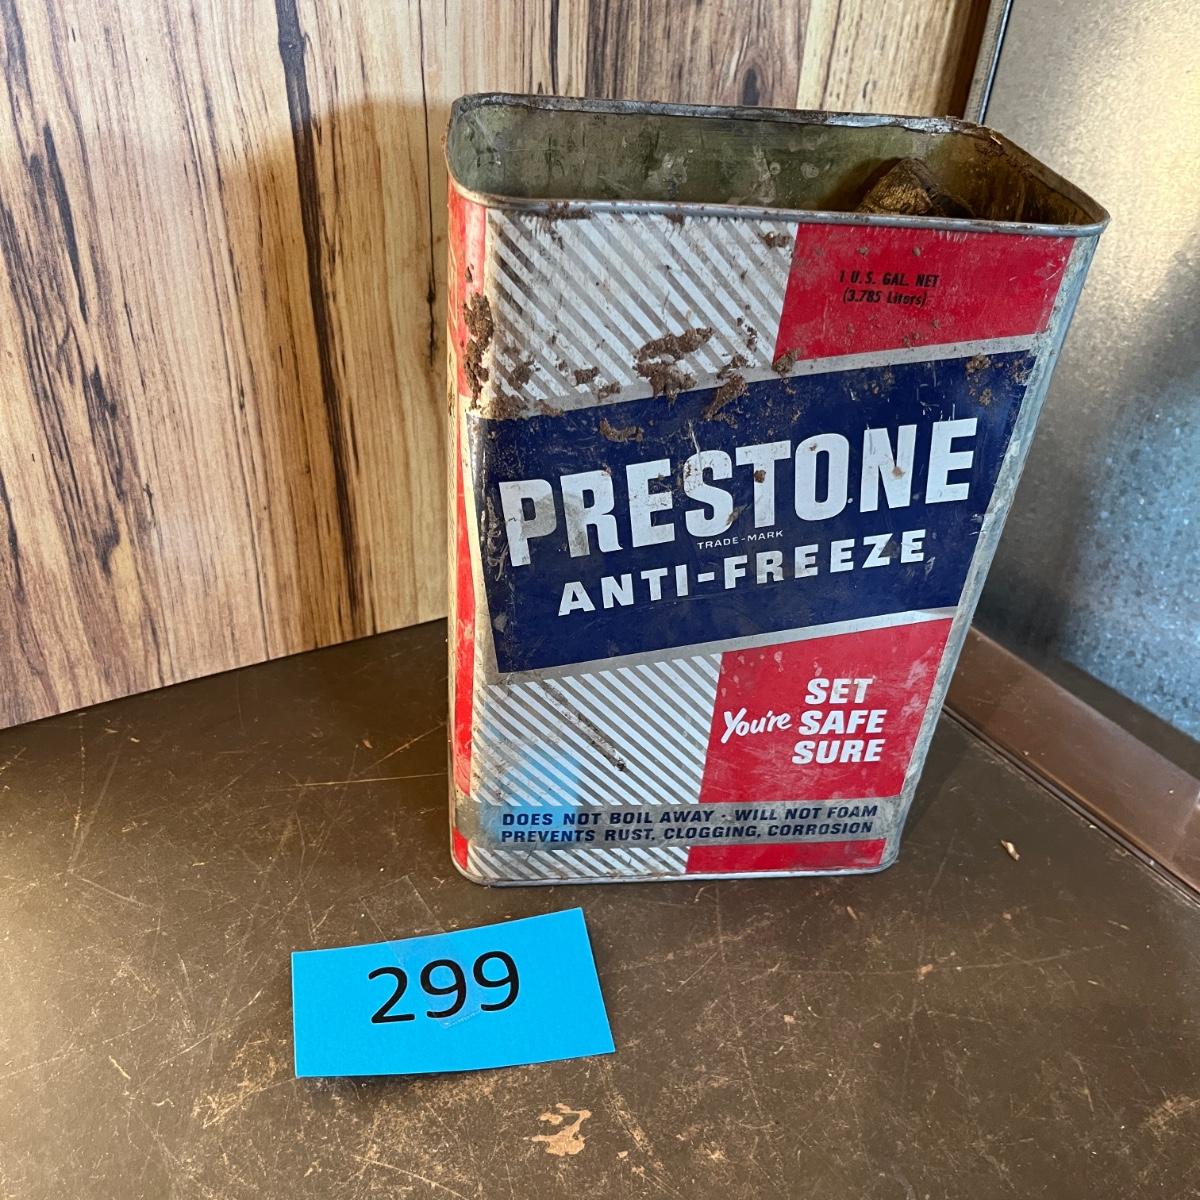 1 U.S. GAL. NET
(3.785 Liters)
PRESTONE
TRADE-MARK
ANTI-FREEZE
SET
You're SAFE
SURE
DOES NOT BOIL AWAY · WILL NOT FOAM
PREVENTS RUST, CLOGGING, CORROSION
299